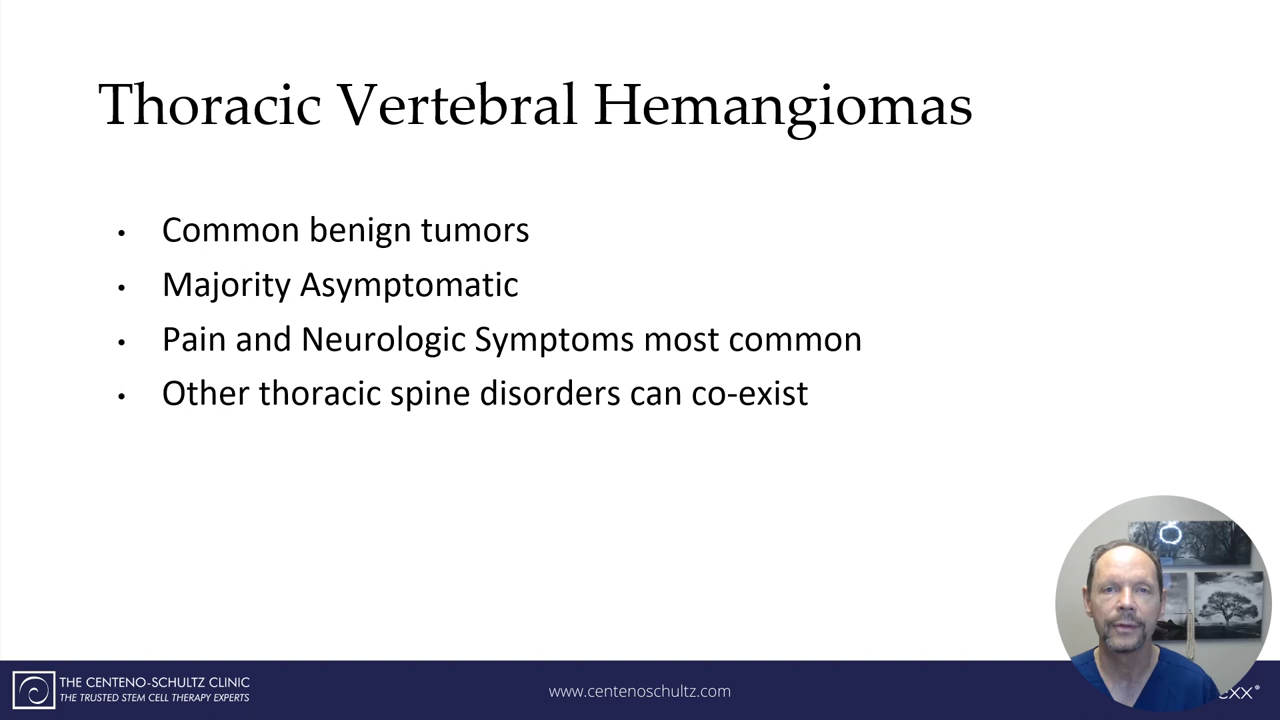 Thoracic Vertebral Hemangiomas
• Common benign tumors
• Majority Asymptomatic
• Pain and Neurologic Symptoms most common
• Other thoracic spine disorders can co-exist
THE CENTENO-SCHULTZ CLINIC
THE TRUSTED STEM CELL THERAPY EXPERTS
www.centenoschultz.com